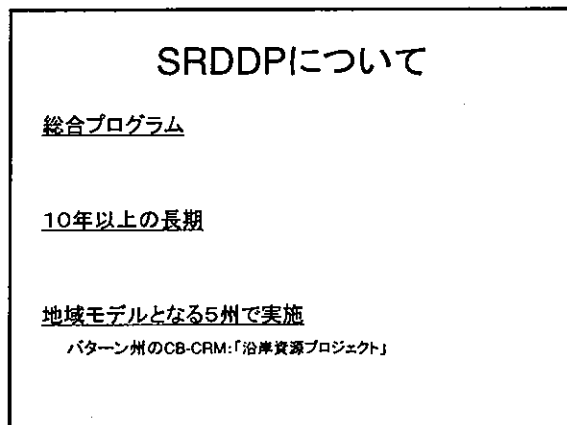 SRDDPについて
総合プログラム
10年以上の長期
地域モデルとなる5州で実施
バターン州のCB-CRM:「沿岸資源プロジェクト」